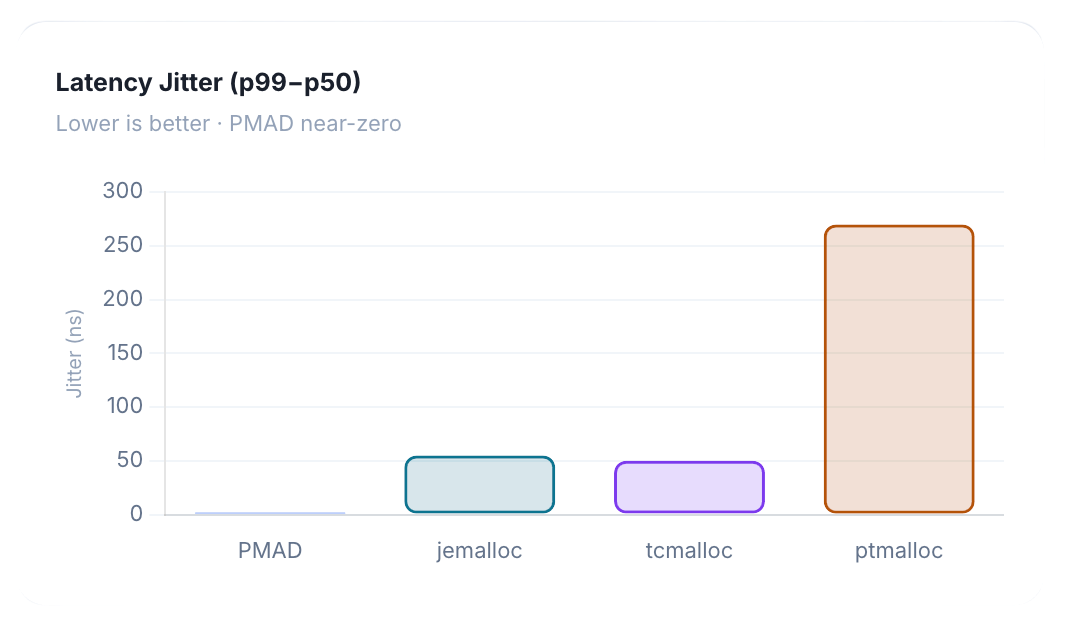 Latency Jitter (p99−p50)
Lower is better · PMAD near-zero
Jitter (ns)
300
250
200
150
100
50
0
PMAD jemalloc tcmalloc ptmalloc